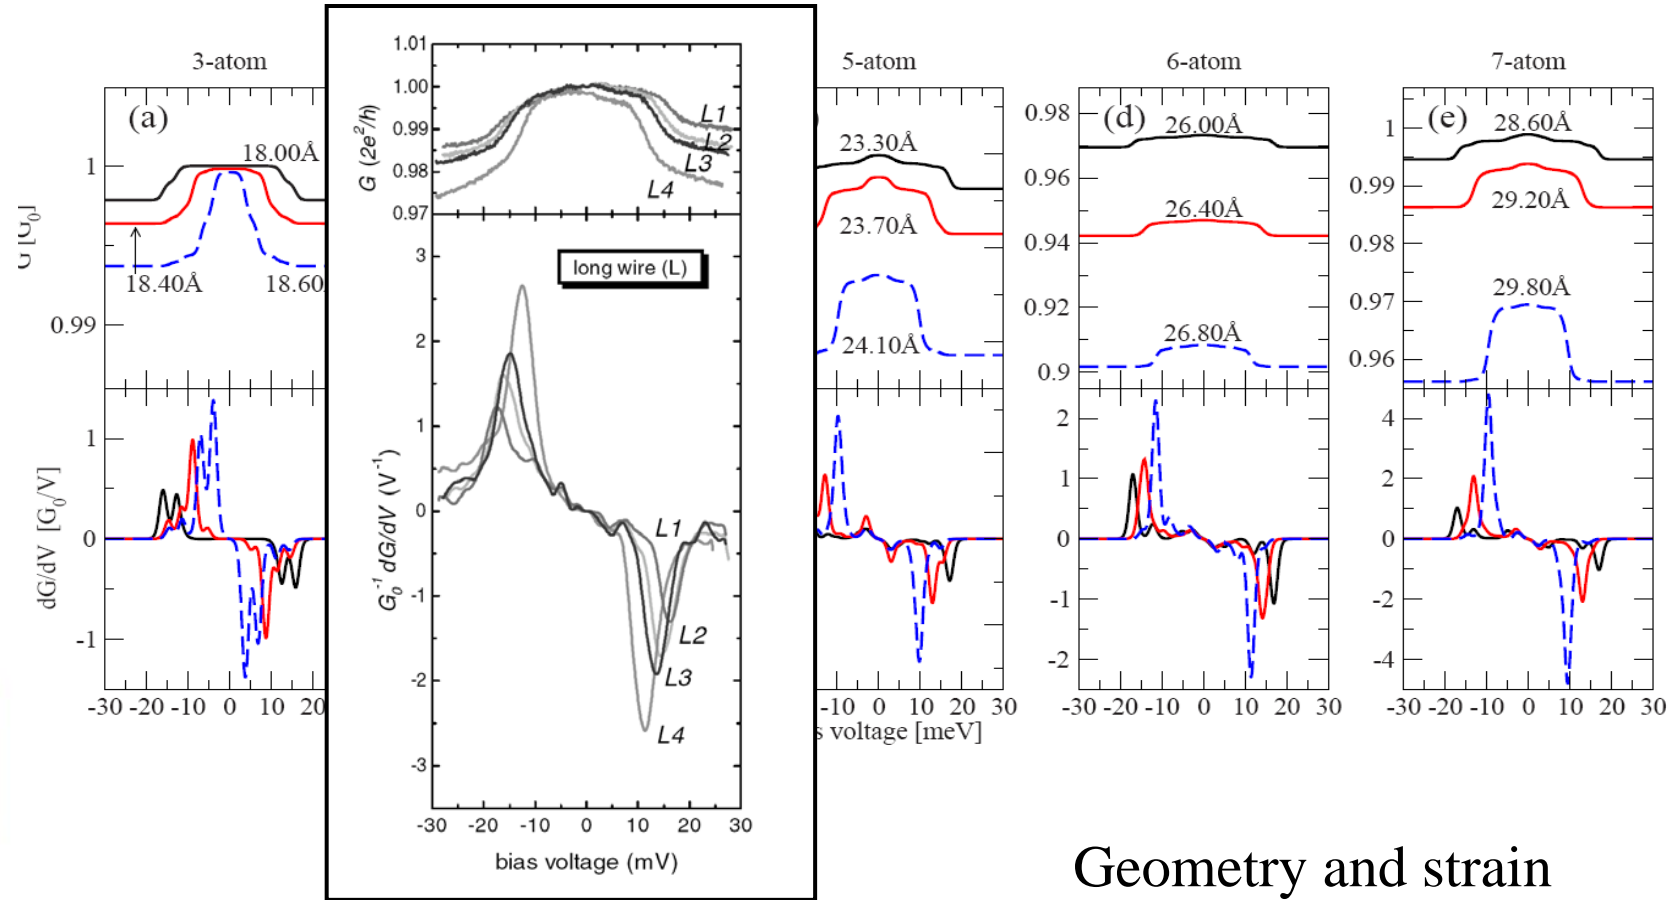 3-atom
(a)
18.00Å
18.40Å
18.60
1
0.99
G [G₀]
1
0
-1
dG/dV [G₀/V]
-30 -20 -10 0 10 20
1.01
1.00
0.99
0.98
0.97
G (2e²/h)
L1
L2
L3
L4
long wire (L)
3
2
1
0
-1
-2
-3
G₀⁻¹ dG/dV (V⁻¹)
L1
L2
L3
L4
-30 -20 -10 0 10 20 30
bias voltage (mV)
5-atom
)
23.30Å
23.70Å
24.10Å
-10 0 10 20 30
s voltage [meV]
6-atom
(d)
0.98
0.96
0.94
0.92
0.9
26.00Å
26.40Å
26.80Å
2
1
0
-1
-2
-30 -20 -10 0 10 20 30
7-atom
(e)
1
0.99
0.98
0.97
0.96
28.60Å
29.20Å
29.80Å
4
2
0
-2
-4
-30 -20 -10 0 10 20 30
Geometry and strain